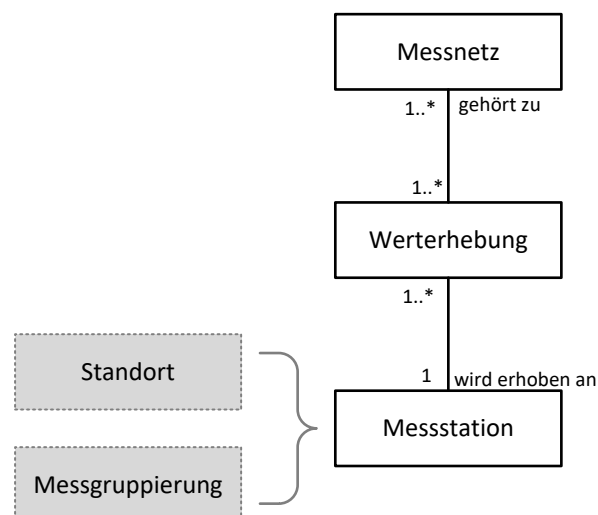 Messnetz
1..*
gehört zu
1..*
Werterhebung
1..*
Standort
1
wird erhoben an
Messstation
Messgruppierung